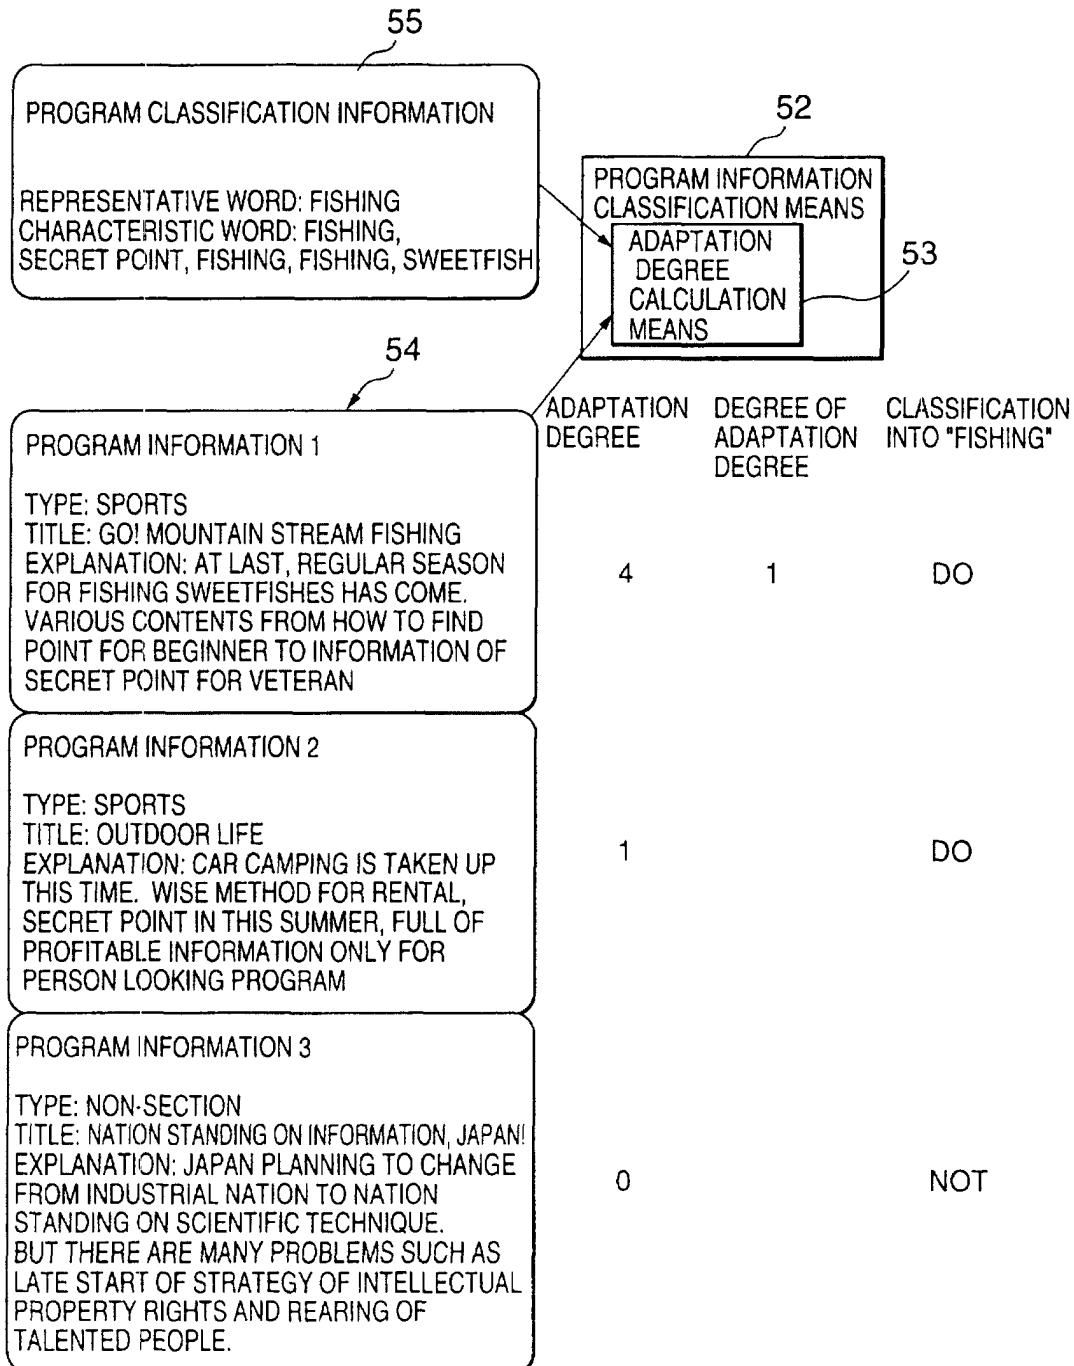 55
PROGRAM CLASSIFICATION INFORMATION
REPRESENTATIVE WORD: FISHING
CHARACTERISTIC WORD: FISHING,
SECRET POINT, FISHING, FISHING, SWEETFISH
52
PROGRAM INFORMATION
CLASSIFICATION MEANS
ADAPTATION
DEGREE
CALCULATION
MEANS
53
54
ADAPTATION
DEGREE
DEGREE OF
ADAPTATION
DEGREE
CLASSIFICATION
INTO "FISHING"
PROGRAM INFORMATION 1
TYPE: SPORTS
TITLE: GO! MOUNTAIN STREAM FISHING
EXPLANATION: AT LAST, REGULAR SEASON
FOR FISHING SWEETFISHES HAS COME.
VARIOUS CONTENTS FROM HOW TO FIND
POINT FOR BEGINNER TO INFORMATION OF
SECRET POINT FOR VETERAN
4 1 DO
PROGRAM INFORMATION 2
TYPE: SPORTS
TITLE: OUTDOOR LIFE
EXPLANATION: CAR CAMPING IS TAKEN UP
THIS TIME. WISE METHOD FOR RENTAL,
SECRET POINT IN THIS SUMMER, FULL OF
PROFITABLE INFORMATION ONLY FOR
PERSON LOOKING PROGRAM
1 DO
PROGRAM INFORMATION 3
TYPE: NON-SECTION
TITLE: NATION STANDING ON INFORMATION, JAPAN!
EXPLANATION: JAPAN PLANNING TO CHANGE
FROM INDUSTRIAL NATION TO NATION
STANDING ON SCIENTIFIC TECHNIQUE.
BUT THERE ARE MANY PROBLEMS SUCH AS
LATE START OF STRATEGY OF INTELLECTUAL
PROPERTY RIGHTS AND REARING OF
TALENTED PEOPLE.
0 NOT